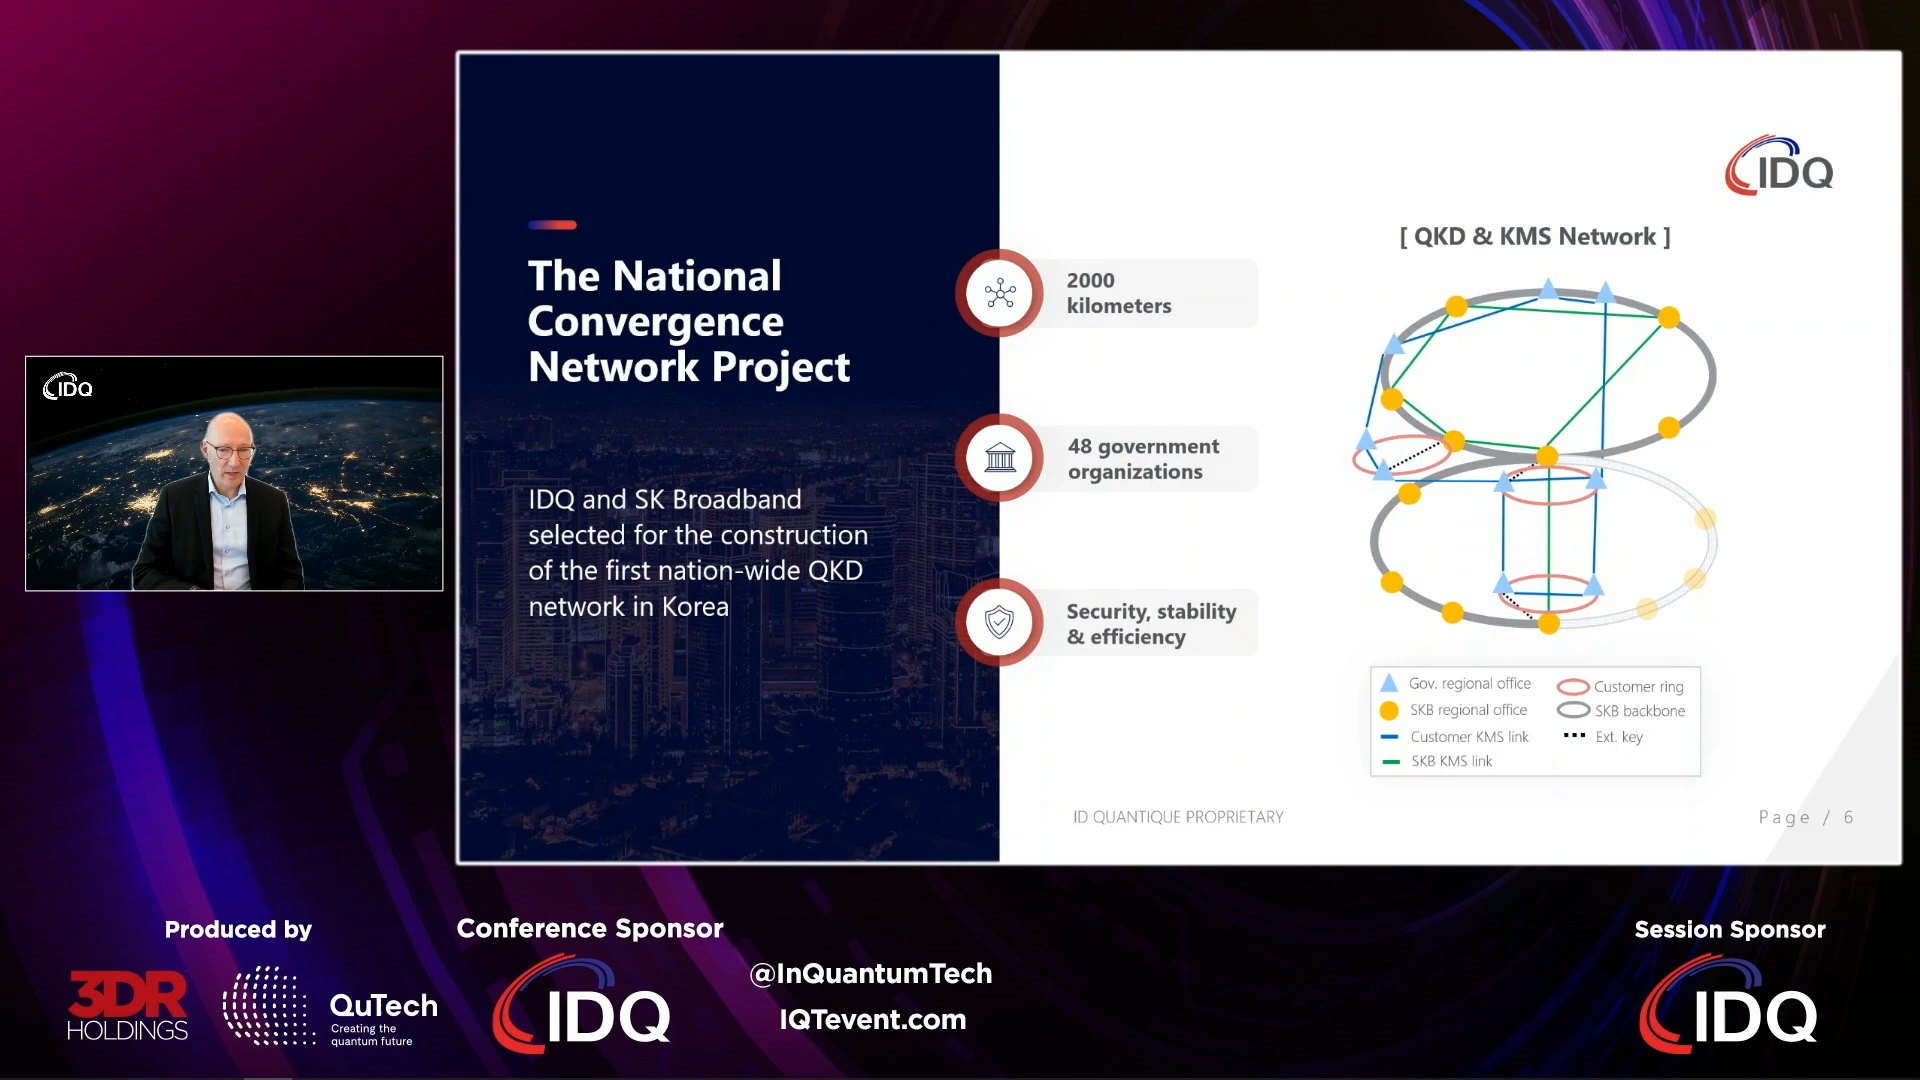 IDQ
The National
Convergence
Network Project
IDQ and SK Broadband
selected for the construction
of the first nation-wide QKD
network in Korea
2000
kilometers
48 government
organizations
Security, stability
& efficiency
IDQ
[ QKD & KMS Network ]
Gov. regional office
SKB regional office
Customer KMS link
SKB KMS link
Customer ring
SKB backbone
Ext. key
ID QUANTIQUE PROPRIETARY
Page / 6
Produced by
3DR
HOLDINGS
QuTech
Creating the
quantum future
Conference Sponsor
IDQ
@InQuantumTech
IQTevent.com
Session Sponsor
IDQ